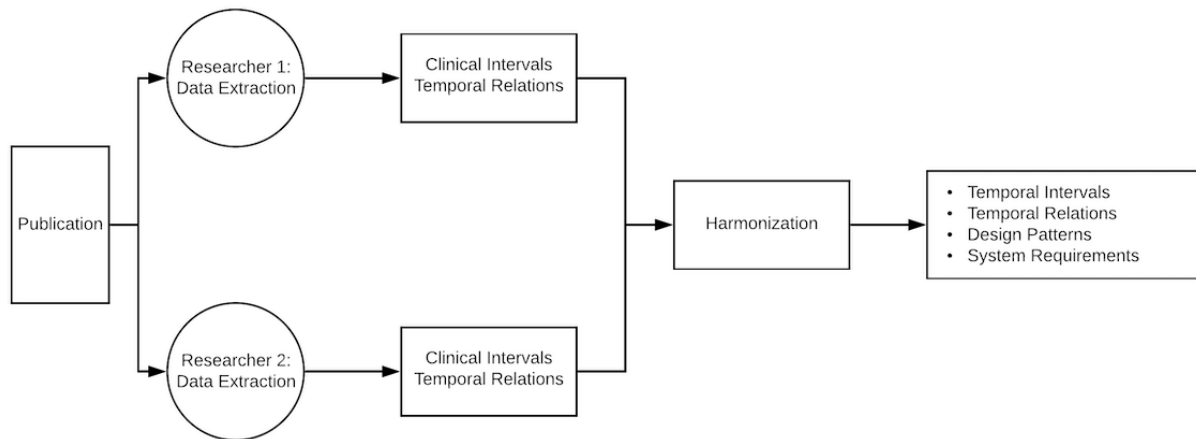 Publication
Researcher 1:
Data Extraction
Clinical Intervals
Temporal Relations
Researcher 2:
Data Extraction
Clinical Intervals
Temporal Relations
Harmonization
• Temporal Intervals
• Temporal Relations
• Design Patterns
• System Requirements